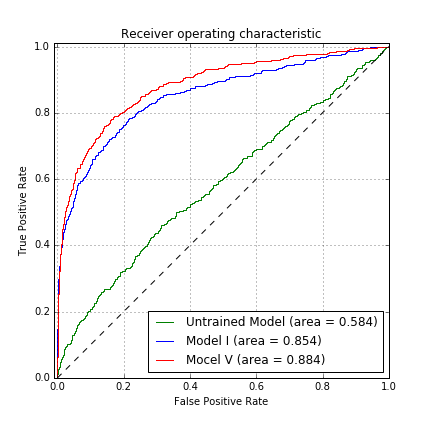 Receiver operating characteristic
1.0
0.8
0.6
0.4
0.2
0.0
True Positive Rate
Untrained Model (area = 0.584)
Model I (area = 0.854)
Mocel V (area = 0.884)
0.0 0.2 0.4 0.6 0.8 1.0
False Positive Rate